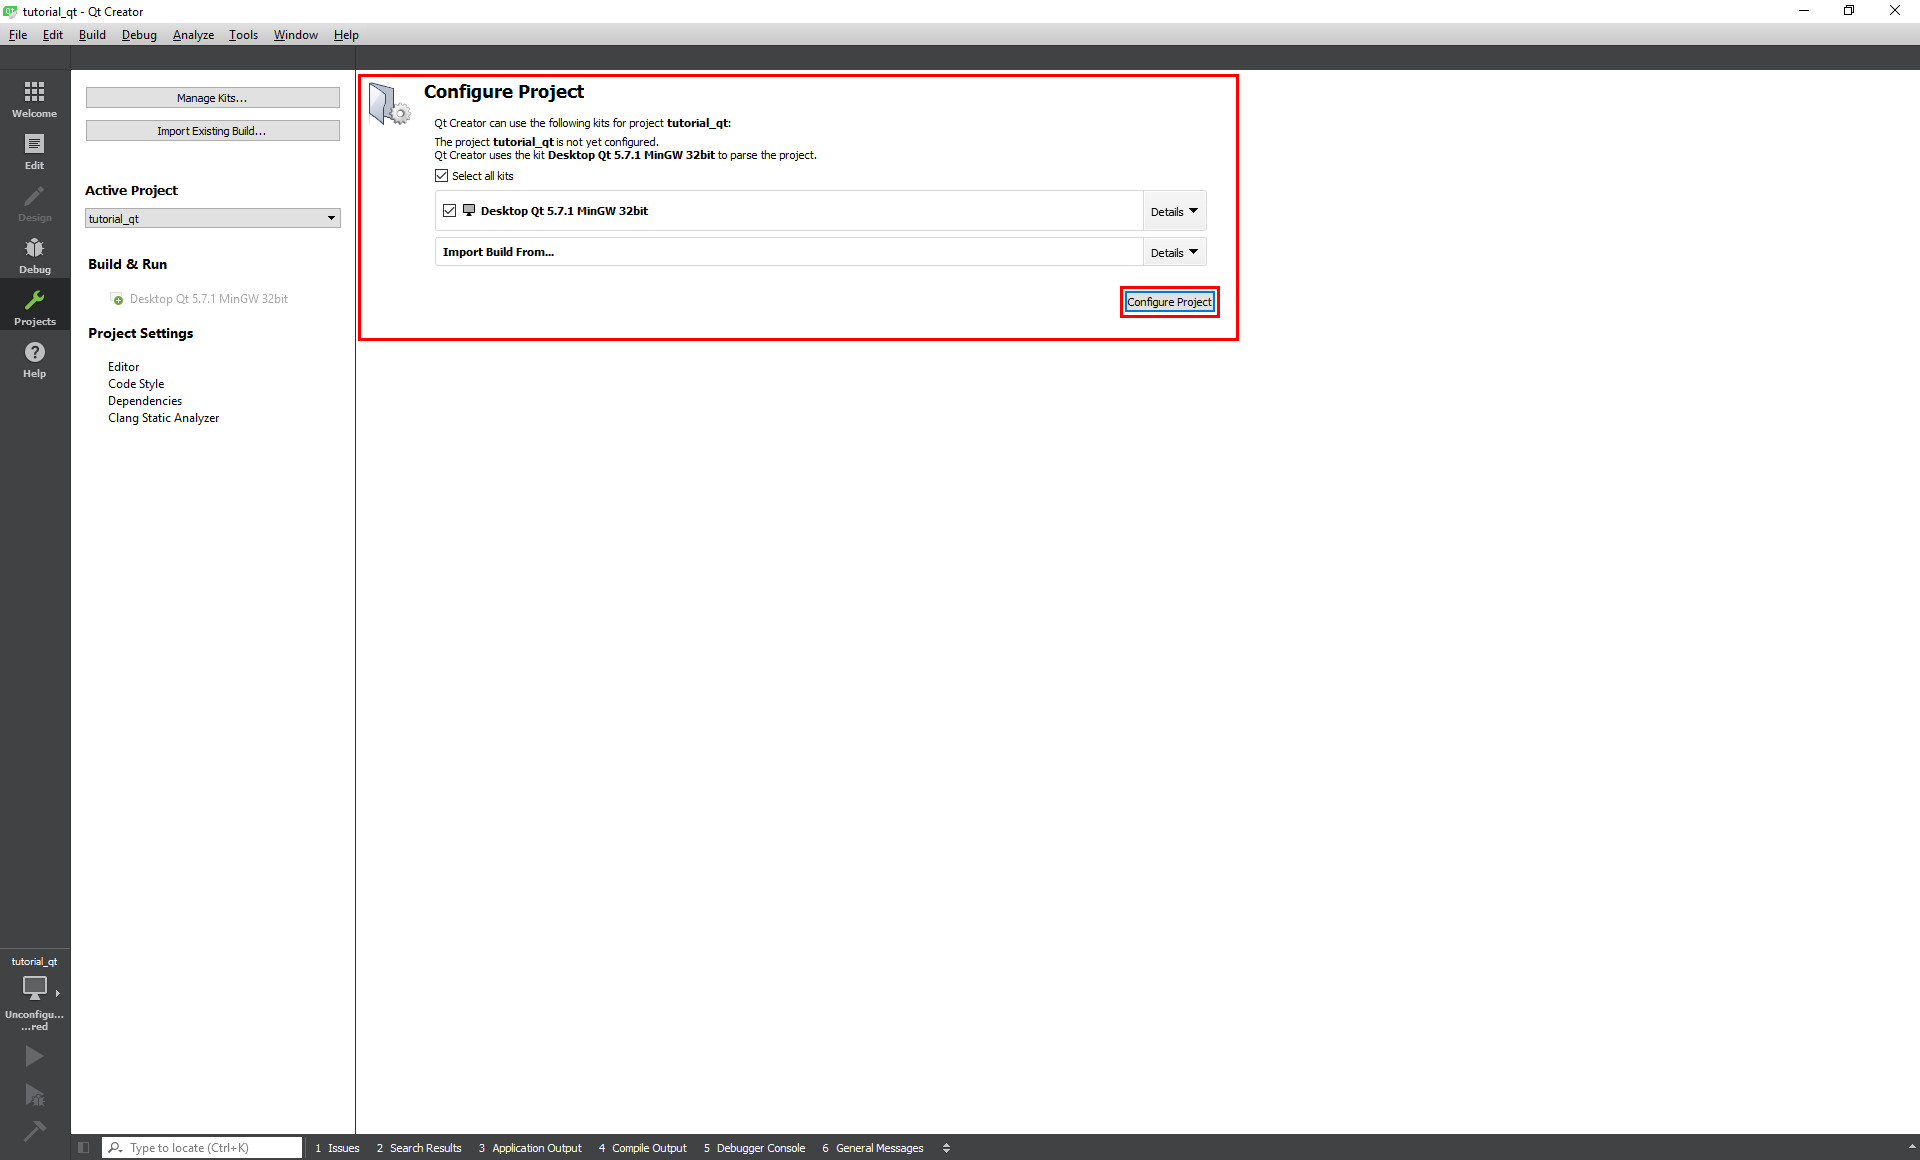 tutorial_qt - Qt Creator
File Edit Build Debug Analyze Tools Window Help
Welcome
Edit
Design
Debug
Projects
Help
Manage Kits...
Import Existing Build...
Active Project
tutorial_qt
Build & Run
Desktop Qt 5.7.1 MinGW 32bit
Project Settings
Editor
Code Style
Dependencies
Clang Static Analyzer
Configure Project
Qt Creator can use the following kits for project tutorial_qt:
The project tutorial_qt is not yet configured.
Qt Creator uses the kit Desktop Qt 5.7.1 MinGW 32bit to parse the project.
Select all kits
Desktop Qt 5.7.1 MinGW 32bit Details
Import Build From... Details
Configure Project
tutorial_qt
Unconfigu...
...red
Type to locate (Ctrl+K) 1 Issues 2 Search Results 3 Application Output 4 Compile Output 5 Debugger Console 6 General Messages